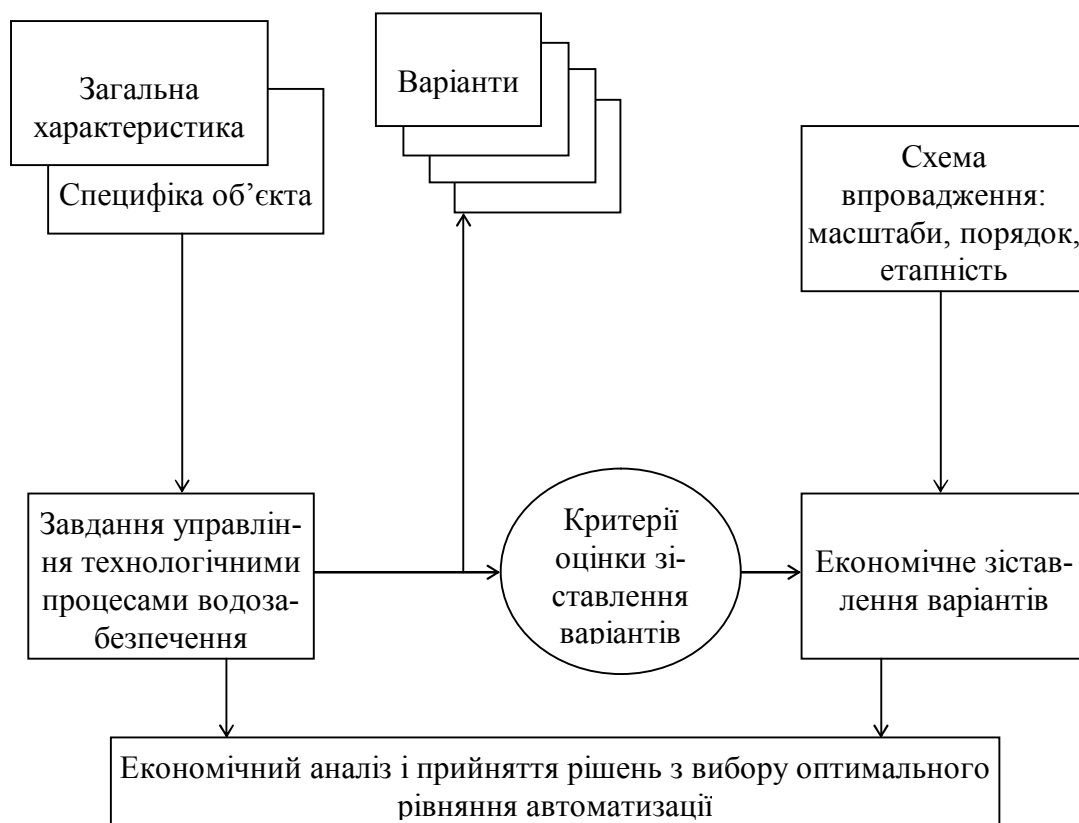 Загальна
характеристика
Специфіка об’єкта
Варіанти
Схема
впровадження:
масштаби, порядок,
етапність
Завдання управлін-
ня технологічними
процесами водоза-
безпечення
Критерії
оцінки зі-
ставлення
варіантів
Економічне зістав-
лення варіантів
Економічний аналіз і прийняття рішень з вибору оптимального
рівняння автоматизації